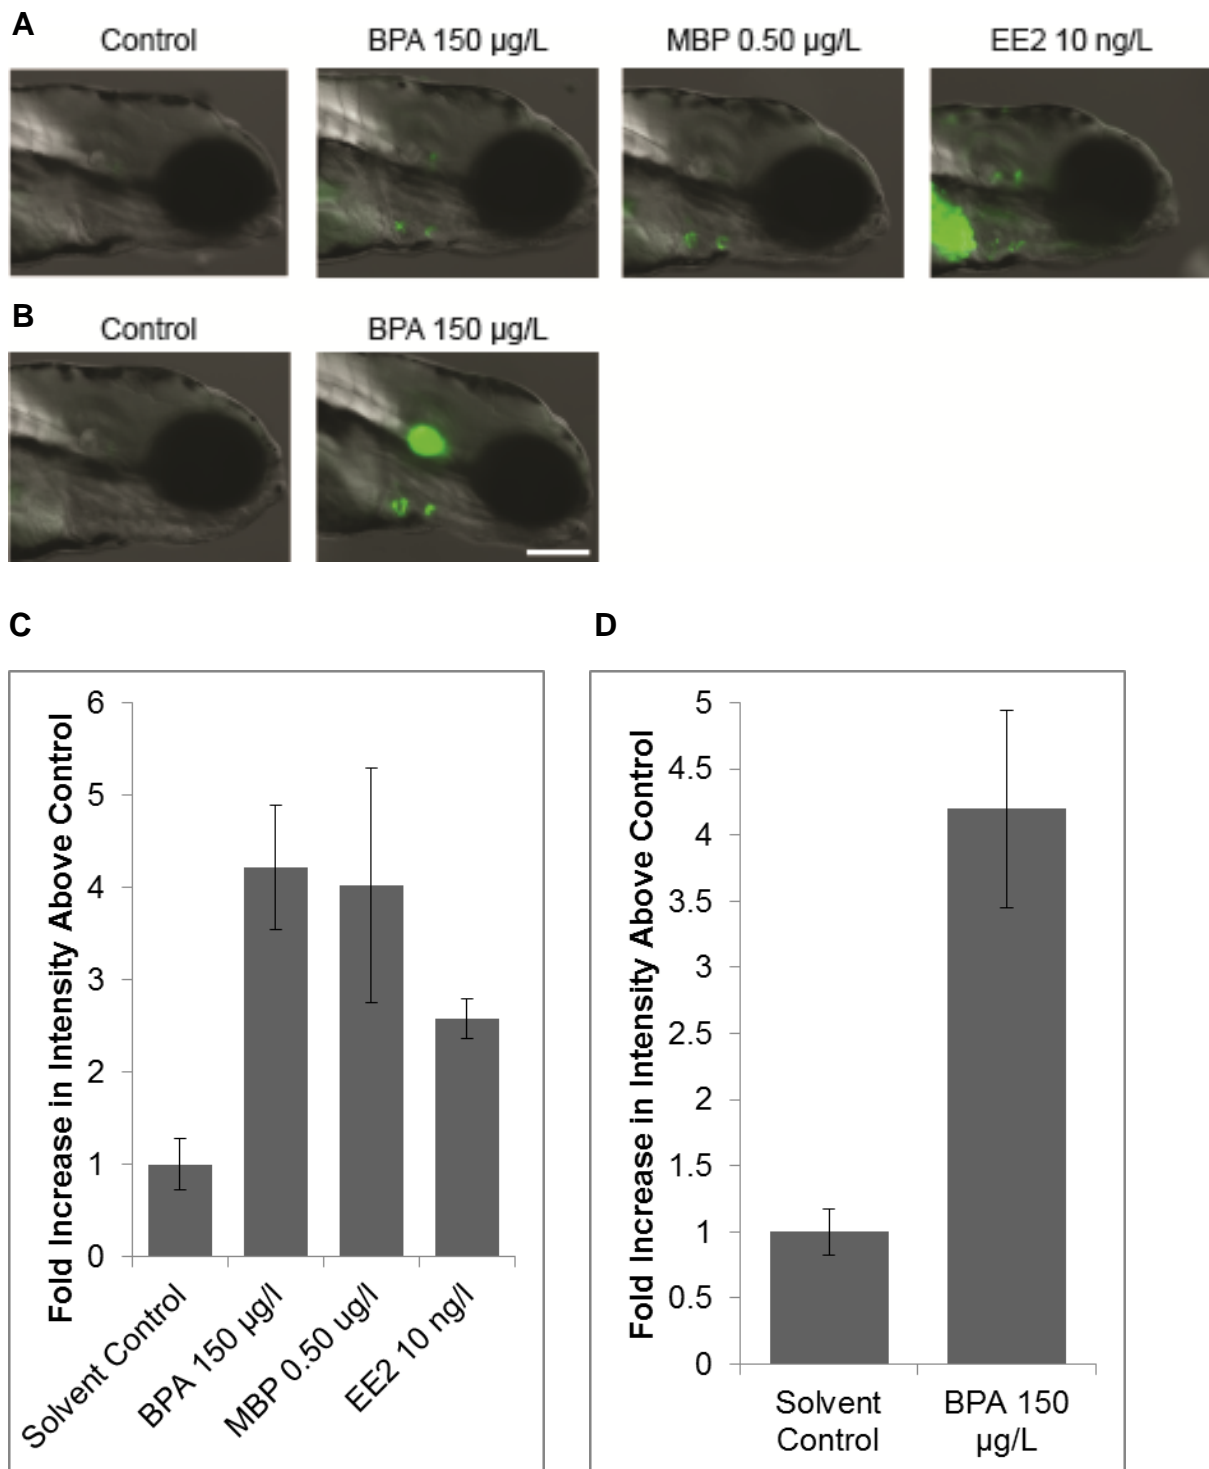 A
Control BPA 150 µg/L MBP 0.50 µg/L EE2 10 ng/L
B
Control BPA 150 µg/L
C
Fold Increase in Intensity Above Control
6
5
4
3
2
1
0
Solvent Control
BPA 150 µg/l
MBP 0.50 ug/l
EE2 10 ng/l
D
Fold Increase in Intensity Above Control
5
4.5
4
3.5
3
2.5
2
1.5
1
0.5
0
Solvent
Control
BPA 150
µg/L